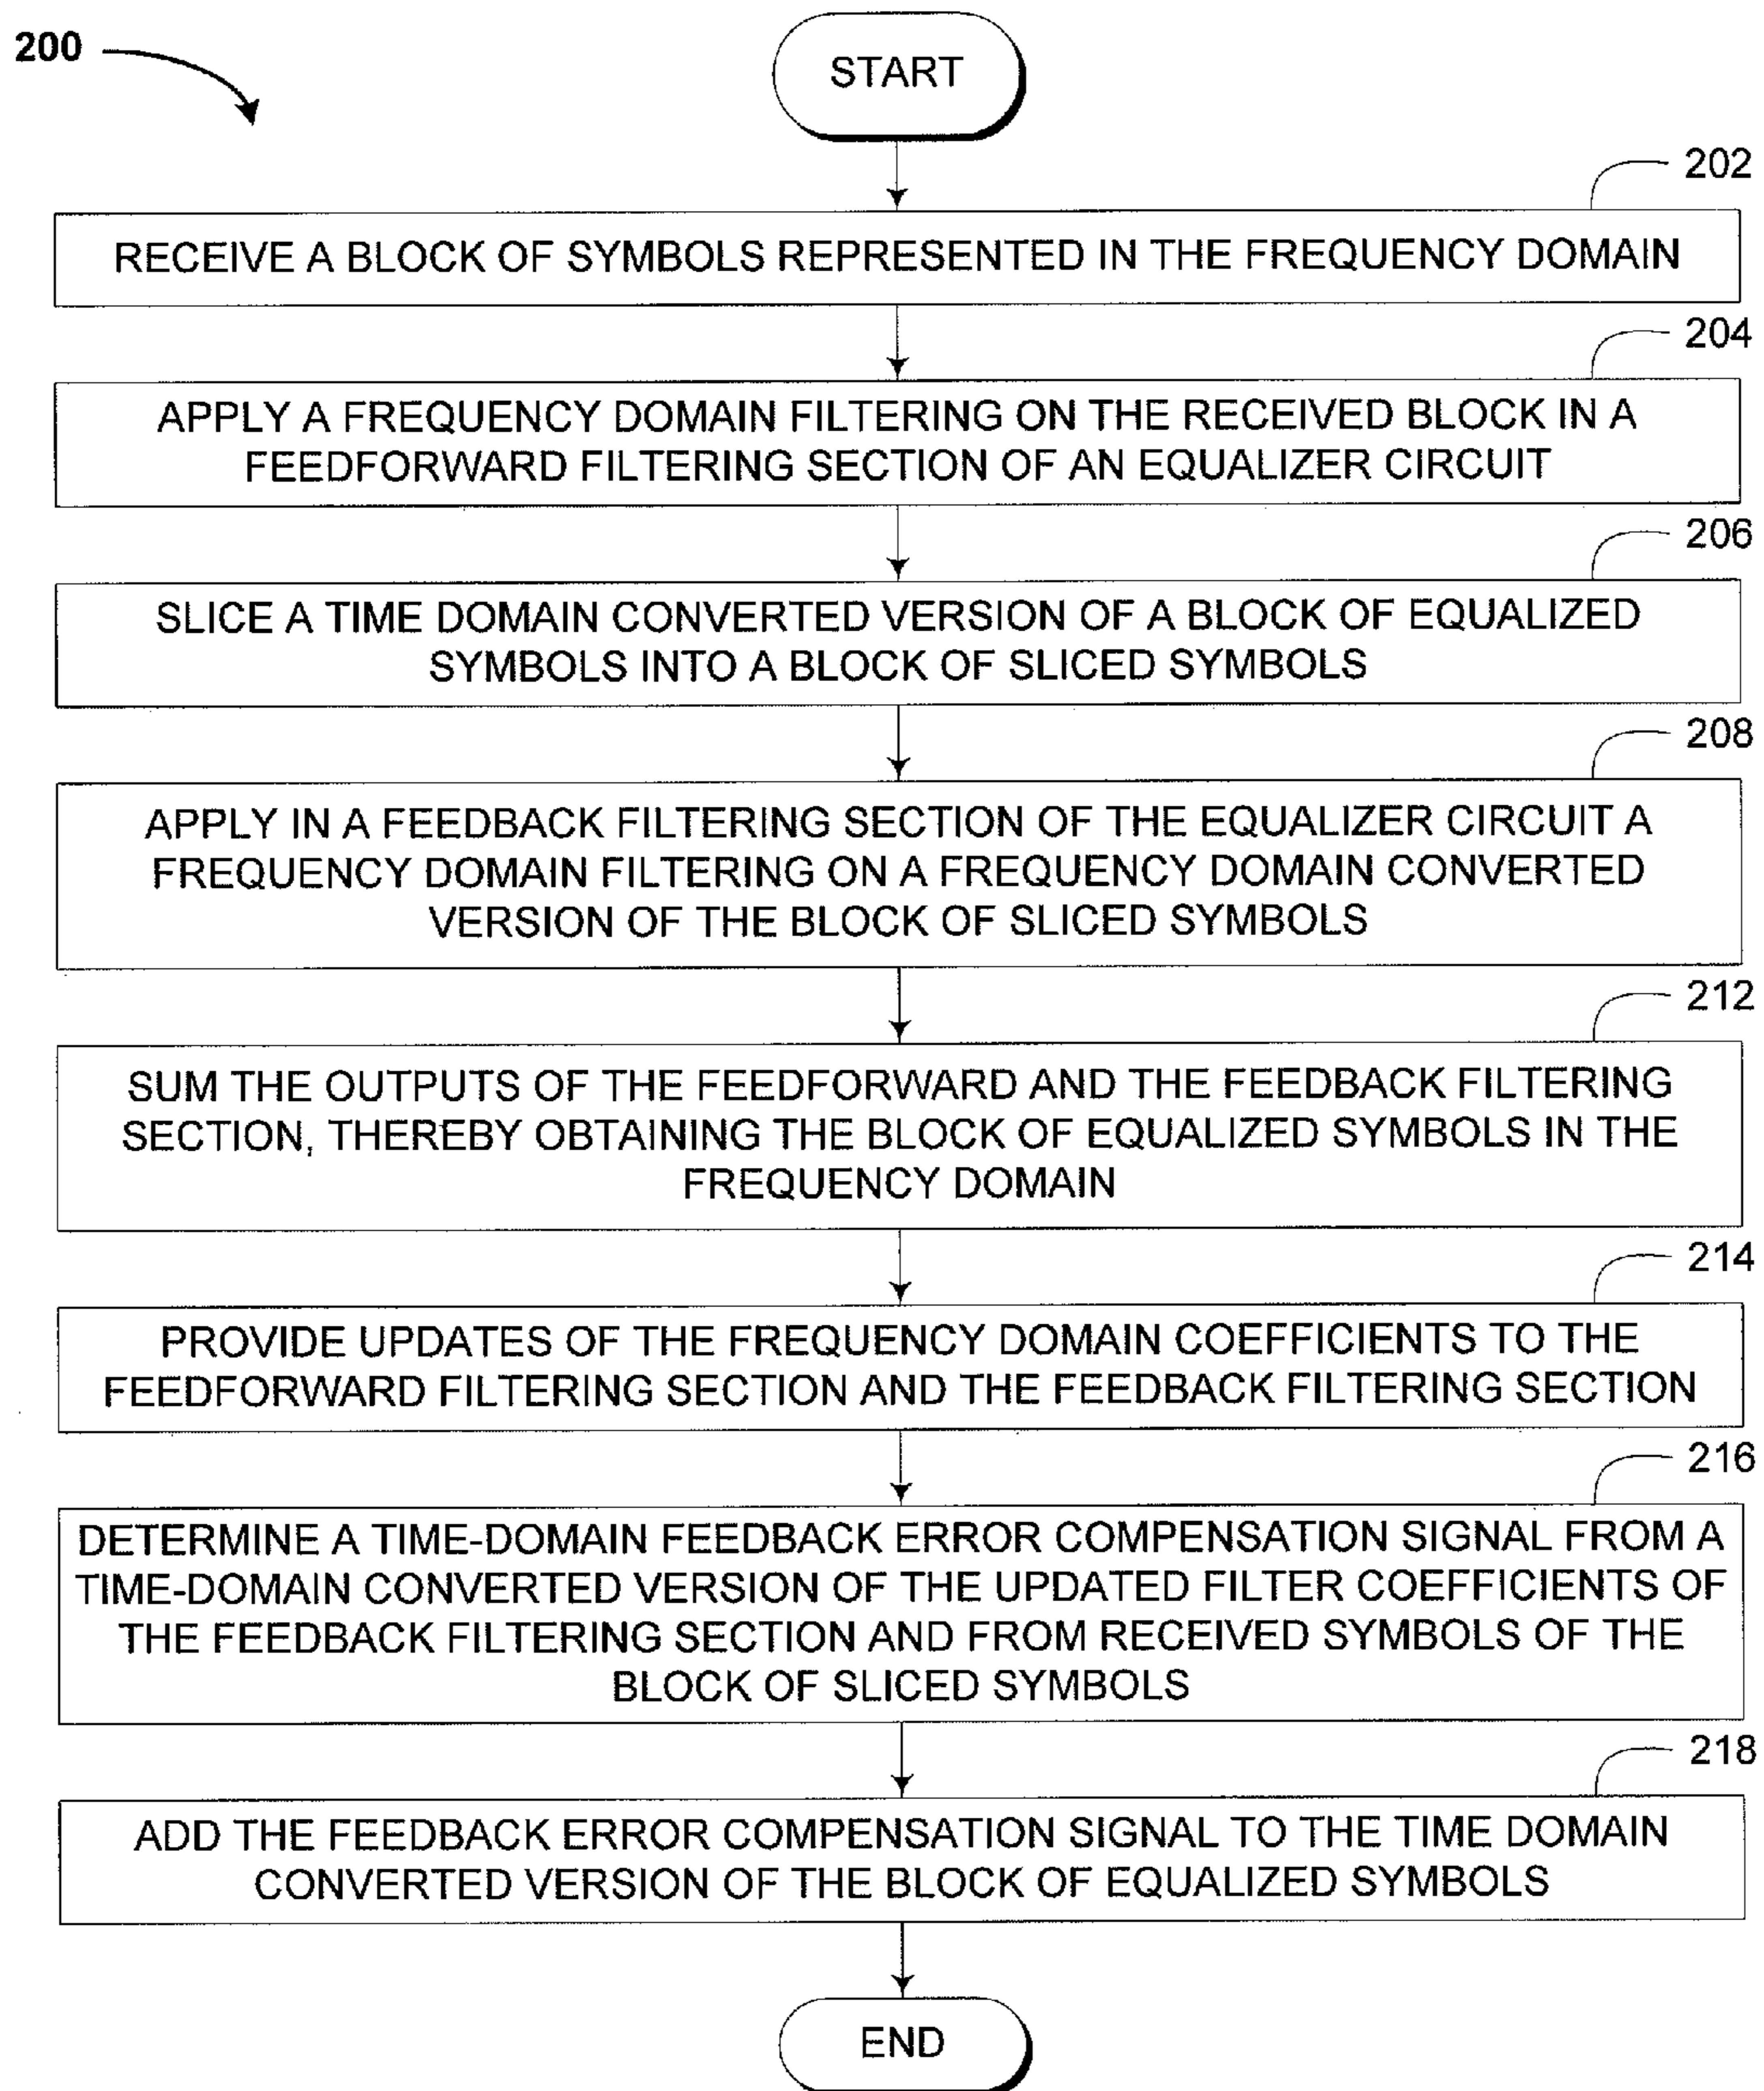 200
START
202
RECEIVE A BLOCK OF SYMBOLS REPRESENTED IN THE FREQUENCY DOMAIN
204
APPLY A FREQUENCY DOMAIN FILTERING ON THE RECEIVED BLOCK IN A
FEEDFORWARD FILTERING SECTION OF AN EQUALIZER CIRCUIT
206
SLICE A TIME DOMAIN CONVERTED VERSION OF A BLOCK OF EQUALIZED
SYMBOLS INTO A BLOCK OF SLICED SYMBOLS
208
APPLY IN A FEEDBACK FILTERING SECTION OF THE EQUALIZER CIRCUIT A
FREQUENCY DOMAIN FILTERING ON A FREQUENCY DOMAIN CONVERTED
VERSION OF THE BLOCK OF SLICED SYMBOLS
212
SUM THE OUTPUTS OF THE FEEDFORWARD AND THE FEEDBACK FILTERING
SECTION, THEREBY OBTAINING THE BLOCK OF EQUALIZED SYMBOLS IN THE
FREQUENCY DOMAIN
214
PROVIDE UPDATES OF THE FREQUENCY DOMAIN COEFFICIENTS TO THE
FEEDFORWARD FILTERING SECTION AND THE FEEDBACK FILTERING SECTION
216
DETERMINE A TIME-DOMAIN FEEDBACK ERROR COMPENSATION SIGNAL FROM A
TIME-DOMAIN CONVERTED VERSION OF THE UPDATED FILTER COEFFICIENTS OF
THE FEEDBACK FILTERING SECTION AND FROM RECEIVED SYMBOLS OF THE
BLOCK OF SLICED SYMBOLS
218
ADD THE FEEDBACK ERROR COMPENSATION SIGNAL TO THE TIME DOMAIN
CONVERTED VERSION OF THE BLOCK OF EQUALIZED SYMBOLS
END